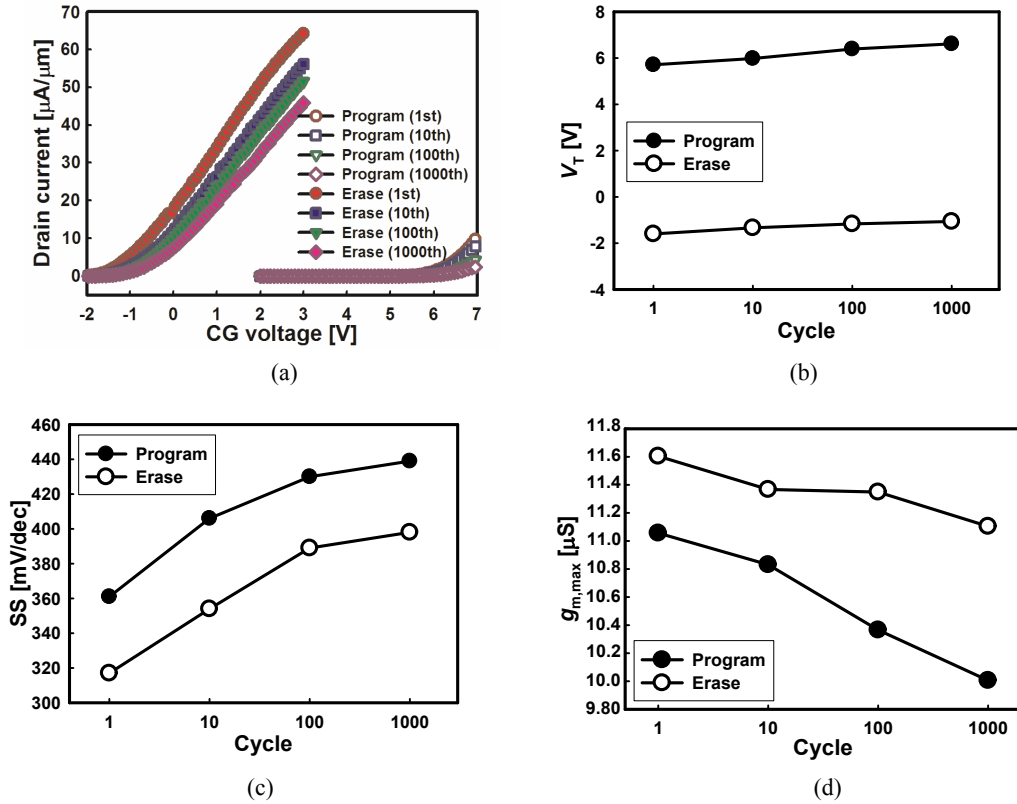 70
60
50
40
30
20
10
0
Drain current [µA/µm]
-2 -1 0 1 2 3 4 5 6 7
CG voltage [V]
Program (1st)
Program (10th)
Program (100th)
Program (1000th)
Erase (1st)
Erase (10th)
Erase (100th)
Erase (1000th)
(a)
8
6
4
2
0
-2
-4
V_T [V]
Program
Erase
1 10 100 1000
Cycle
(b)
460
440
420
400
380
360
340
320
300
SS [mV/dec]
Program
Erase
1 10 100 1000
Cycle
(c)
11.8
11.6
11.4
11.2
11.1
10.8
10.6
10.4
10.2
10.0
9.80
g_m,max [µS]
Program
Erase
1 10 100 1000
Cycle
(d)